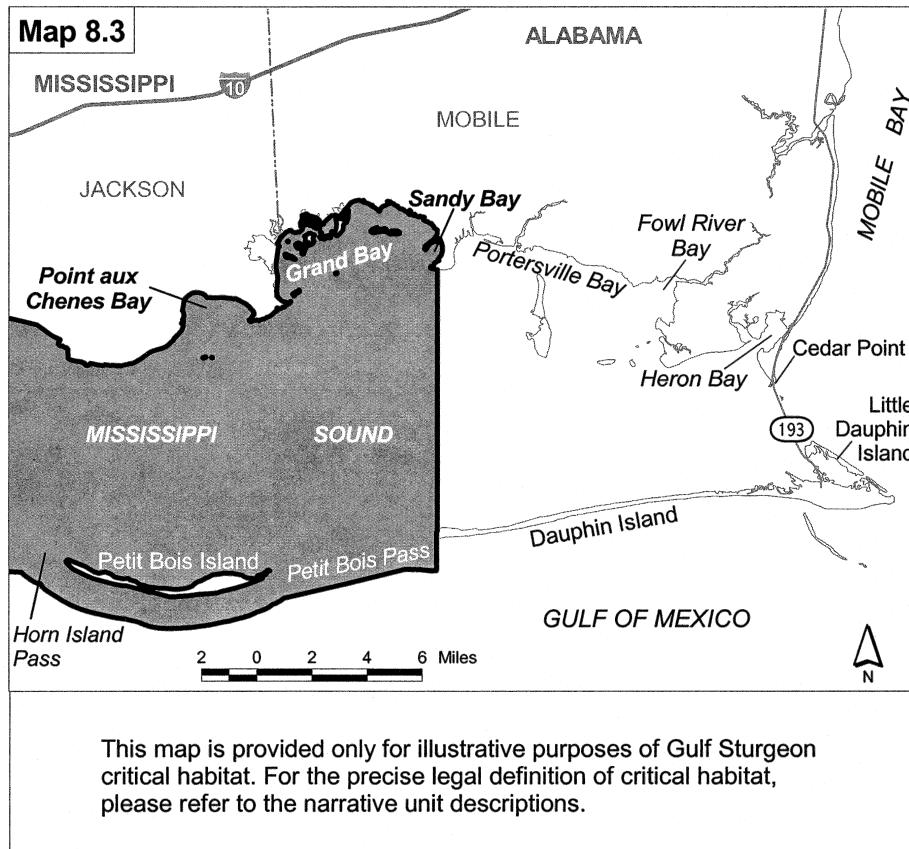 Map 8.3
ALABAMA
MISSISSIPPI
10
MOBILE
MOBILE BAY
JACKSON
Sandy Bay
Fowl River
Bay
Grand Bay
Portersville Bay
Point aux
Chenes Bay
Cedar Point
Heron Bay
Little
Dauphin
Island
193
MISSISSIPPI SOUND
Dauphin Island
Petit Bois Island
Petit Bois Pass
GULF OF MEXICO
Horn Island
Pass
2 0 2 4 6 Miles
N
This map is provided only for illustrative purposes of Gulf Sturgeon
critical habitat. For the precise legal definition of critical habitat,
please refer to the narrative unit descriptions.